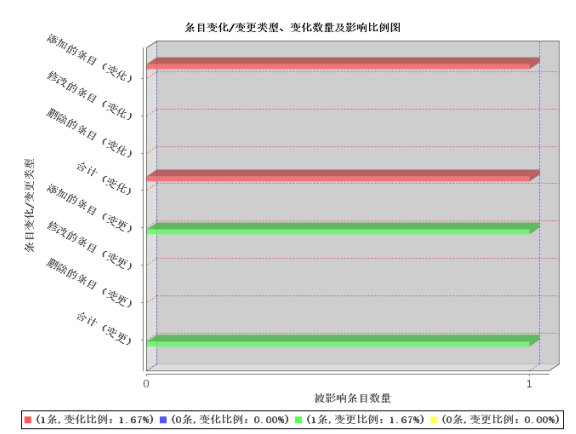 条目变化/变更类型、变化数量及影响比例图
添加的条目(变化)
修改的条目(变化)
删除的条目(变化)
合计(变化)
添加的条目(变更)
修改的条目(变更)
删除的条目(变更)
合计(变更)
条目变化/变更类型
0
1
被影响条目数量
(1条,变化比例: 1.67%) (0条,变化比例: 0.00%) (1条,变更比例: 1.67%) (0条,变更比例: 0.00%)